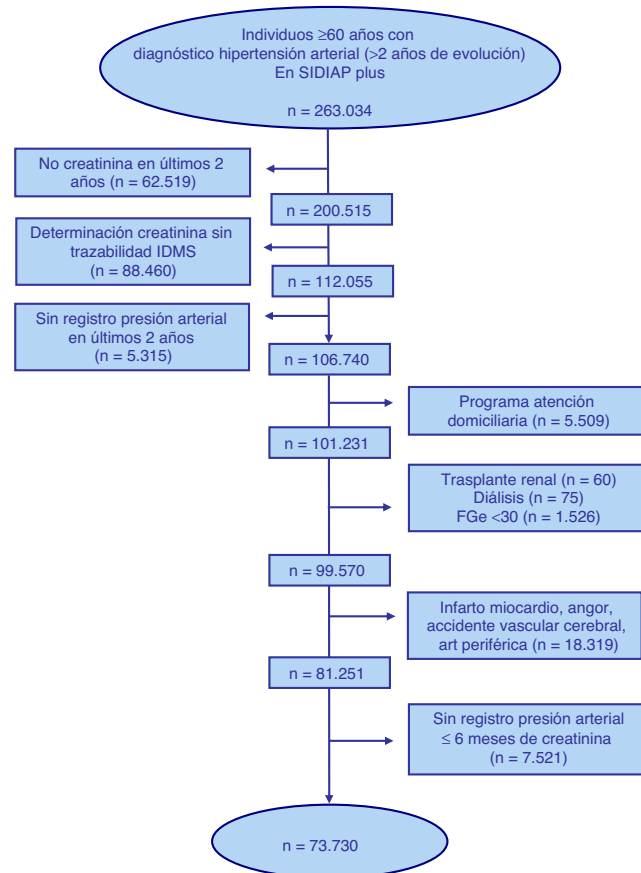 Individuos ≥60 años con
diagnóstico hipertensión arterial (>2 años de evolución)
En SIDIAP plus
n = 263.034
No creatinina en últimos 2
años (n = 62.519)
n = 200.515
Determinación creatinina sin
trazabilidad IDMS
(n = 88.460)
n = 112.055
Sin registro presión arterial
en últimos 2 años
(n = 5.315)
n = 106.740
Programa atención
domiciliaria (n = 5.509)
n = 101.231
Trasplante renal (n = 60)
Diálisis (n = 75)
FGe <30 (n = 1.526)
n = 99.570
Infarto miocardio, angor,
accidente vascular cerebral,
art periférica (n = 18.319)
n = 81.251
Sin registro presión arterial
≤ 6 meses de creatinina
(n = 7.521)
n = 73.730